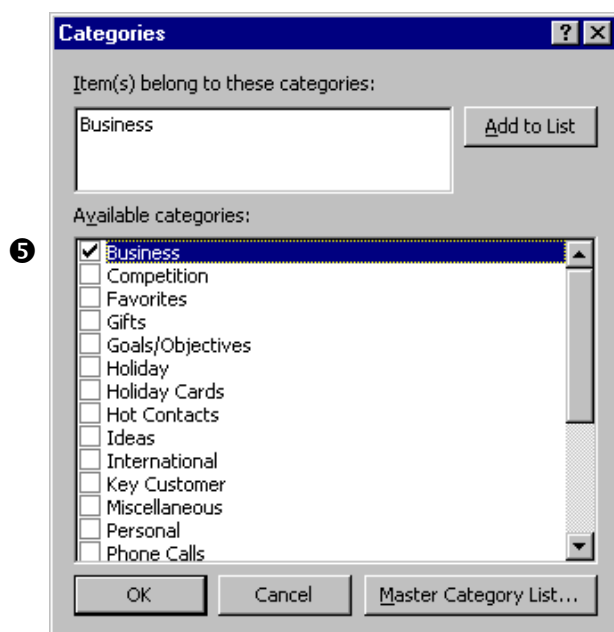 Categories
Item(s) belong to these categories:
Business
Add to List
Available categories:
❺
Business
Competition
Favorites
Gifts
Goals/Objectives
Holiday
Holiday Cards
Hot Contacts
Ideas
International
Key Customer
Miscellaneous
Personal
Phone Calls
OK Cancel Master Category List...